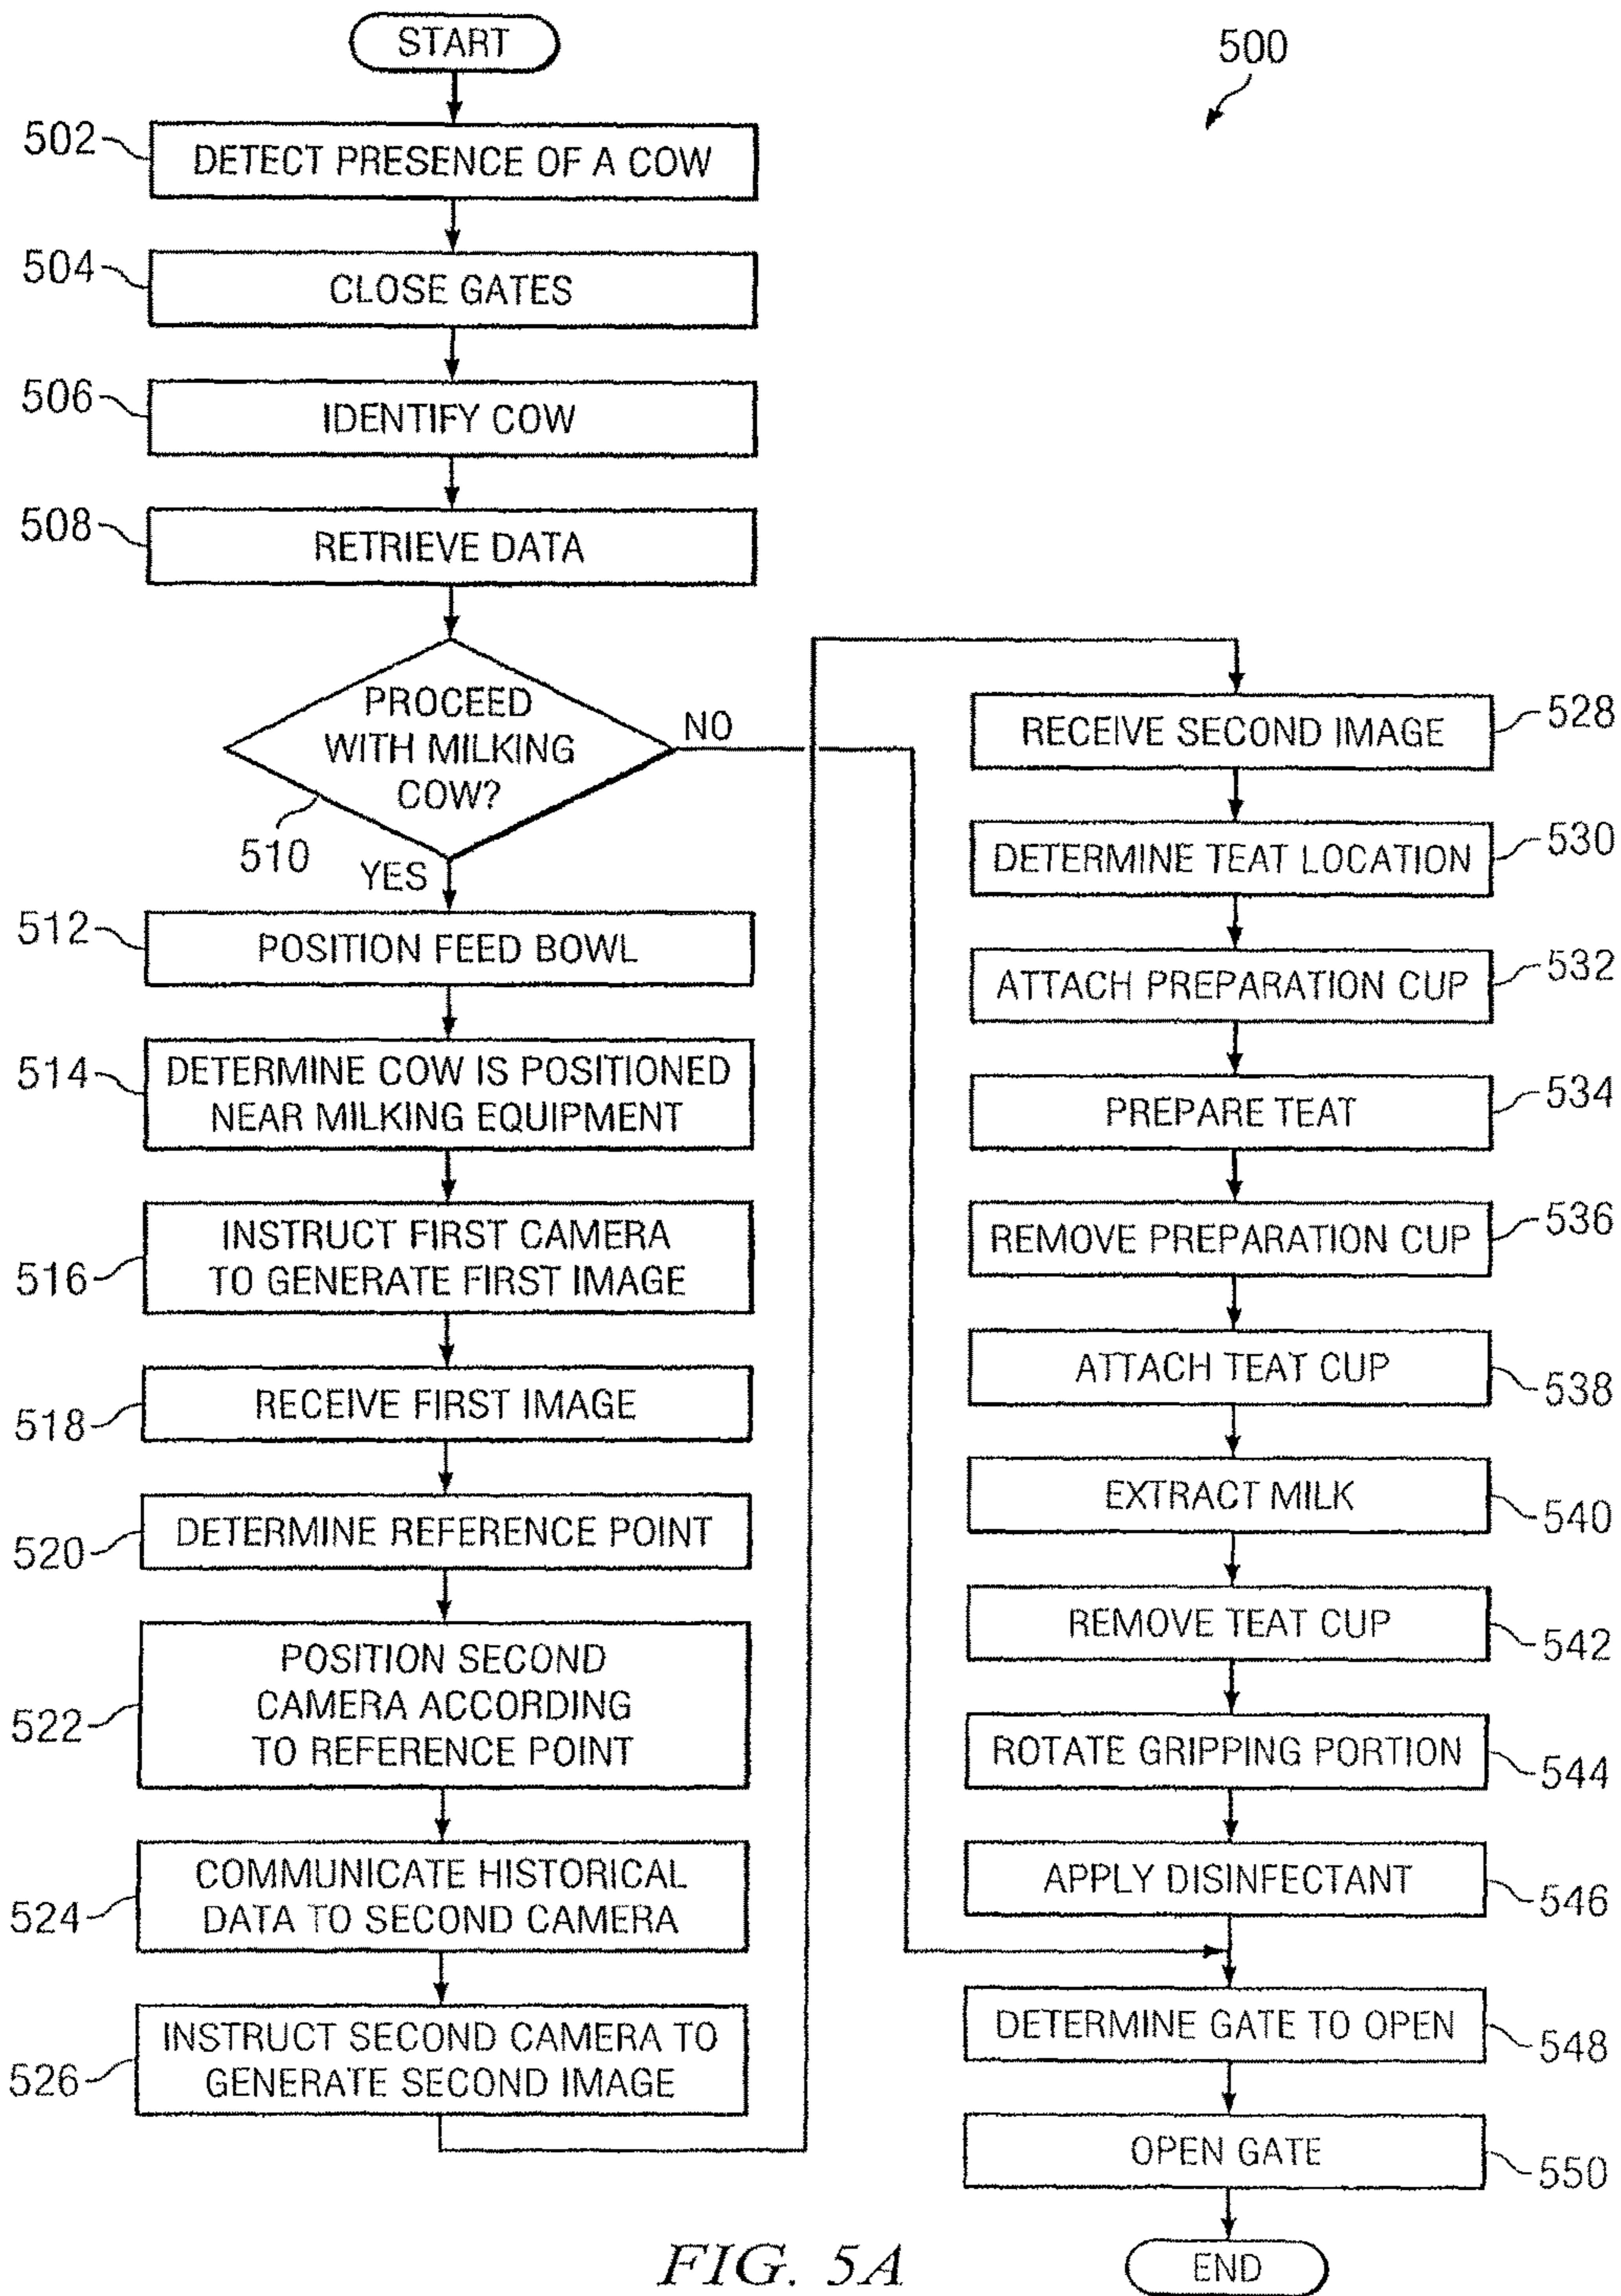 START
500
502
DETECT PRESENCE OF A COW
504
CLOSE GATES
506
IDENTIFY COW
508
RETRIEVE DATA
PROCEED
WITH MILKING
COW?
510
NO
YES
512
POSITION FEED BOWL
514
DETERMINE COW IS POSITIONED
NEAR MILKING EQUIPMENT
516
INSTRUCT FIRST CAMERA
TO GENERATE FIRST IMAGE
518
RECEIVE FIRST IMAGE
520
DETERMINE REFERENCE POINT
522
POSITION SECOND
CAMERA ACCORDING
TO REFERENCE POINT
524
COMMUNICATE HISTORICAL
DATA TO SECOND CAMERA
526
INSTRUCT SECOND CAMERA TO
GENERATE SECOND IMAGE
RECEIVE SECOND IMAGE
528
DETERMINE TEAT LOCATION
530
ATTACH PREPARATION CUP
532
PREPARE TEAT
534
REMOVE PREPARATION CUP
536
ATTACH TEAT CUP
538
EXTRACT MILK
540
REMOVE TEAT CUP
542
ROTATE GRIPPING PORTION
544
APPLY DISINFECTANT
546
DETERMINE GATE TO OPEN
548
OPEN GATE
550
END
FIG. 5A